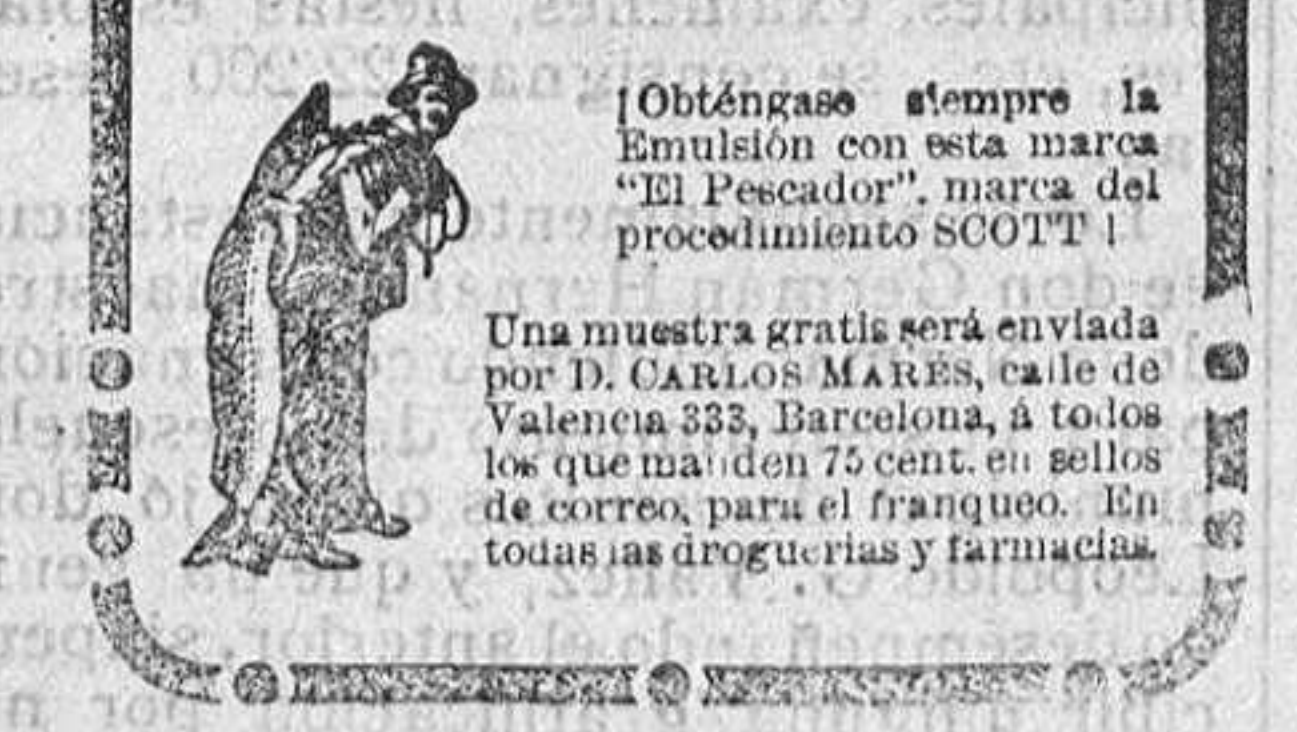 ¡Obténgase siempre la
Emulsión con esta marca
“El Pescador”. marca del
procedimiento SCOTT !
Una muestra gratis será enviada
por D. CARLOS MARÉS, calle de
Valencia 333, Barcelona, á todos
los que manden 75 cent. en sellos
de correo, para el franqueo. En
todas las droguerias y farmacias.